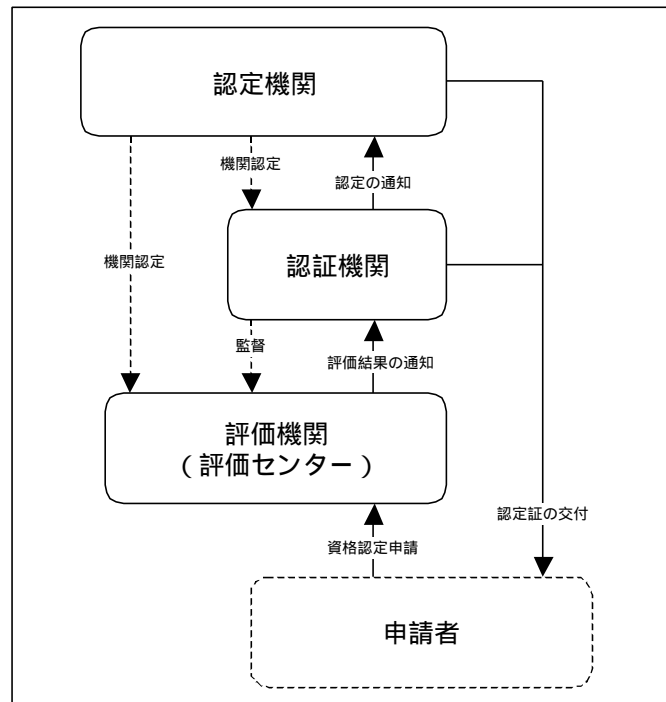 認定機関
機関認定
認定の通知
機関認定
認証機関
監督
評価結果の通知
評価機関
（評価センター）
認定証の交付
資格認定申請
申請者